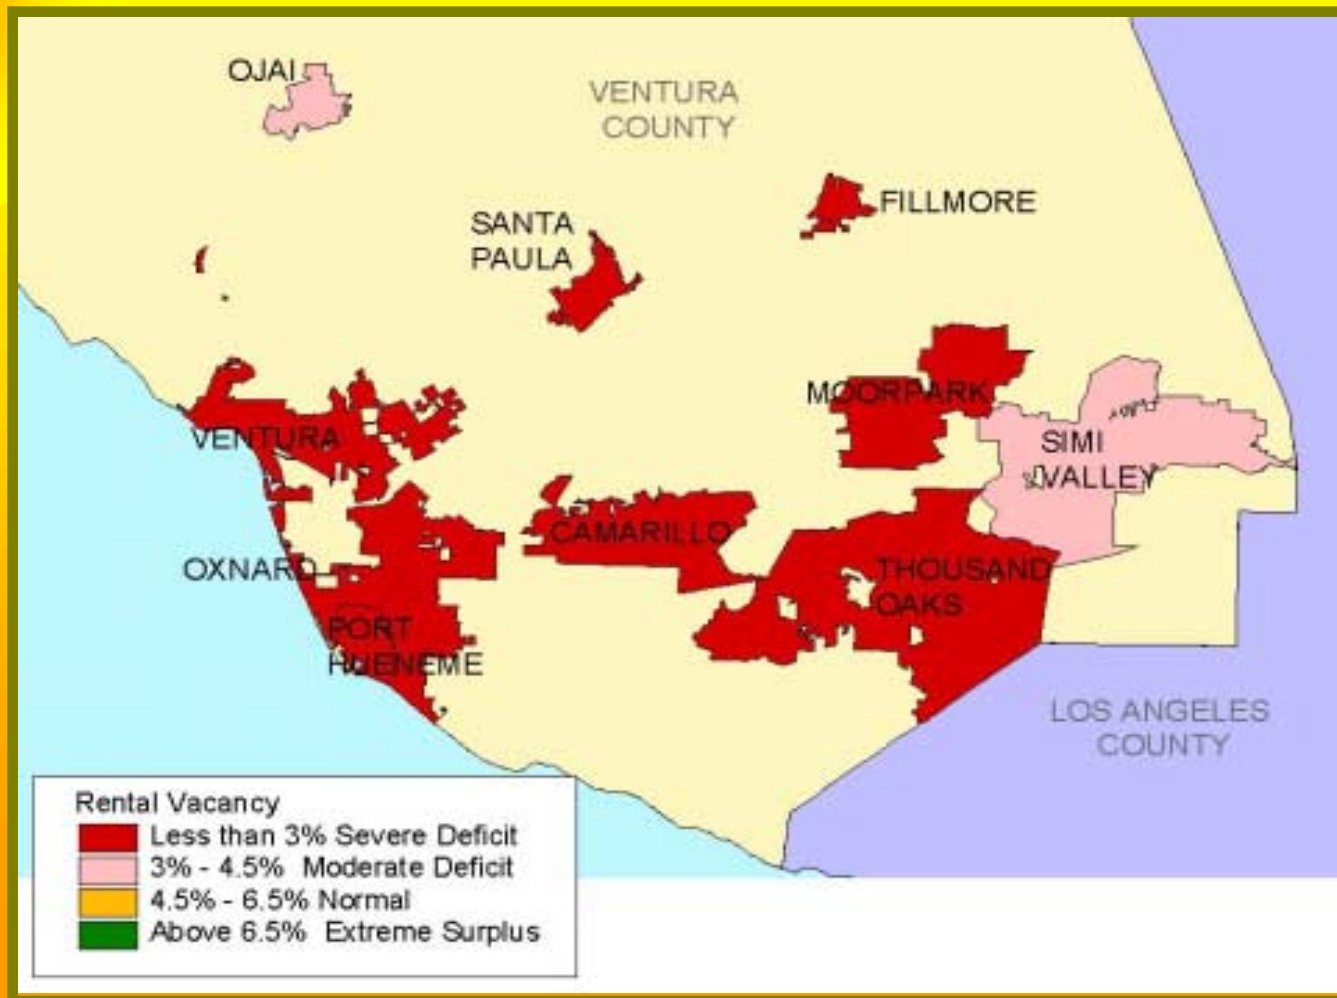 OJAI
VENTURA
COUNTY
FILLMORE
SANTA
PAULA
MOORPARK
VENTURA
SIMI
VALLEY
CAMARILLO
OXNARD
THOUSAND
OAKS
PORT
HUENEME
LOS ANGELES
COUNTY
Rental Vacancy
Less than 3% Severe Deficit
3% - 4.5% Moderate Deficit
4.5% - 6.5% Normal
Above 6.5% Extreme Surplus